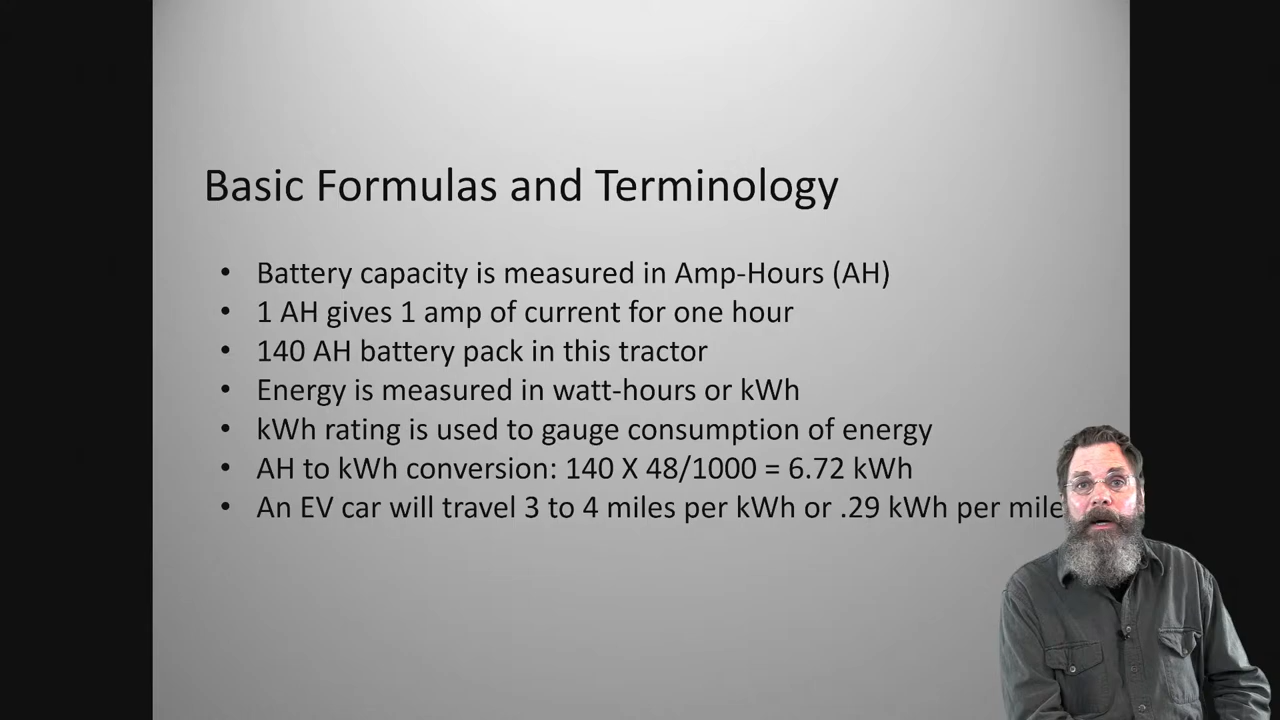 Basic Formulas and Terminology
• Battery capacity is measured in Amp-Hours (AH)
• 1 AH gives 1 amp of current for one hour
• 140 AH battery pack in this tractor
• Energy is measured in watt-hours or kWh
• kWh rating is used to gauge consumption of energy
• AH to kWh conversion: 140 X 48/1000 = 6.72 kWh
• An EV car will travel 3 to 4 miles per kWh or .29 kWh per mile